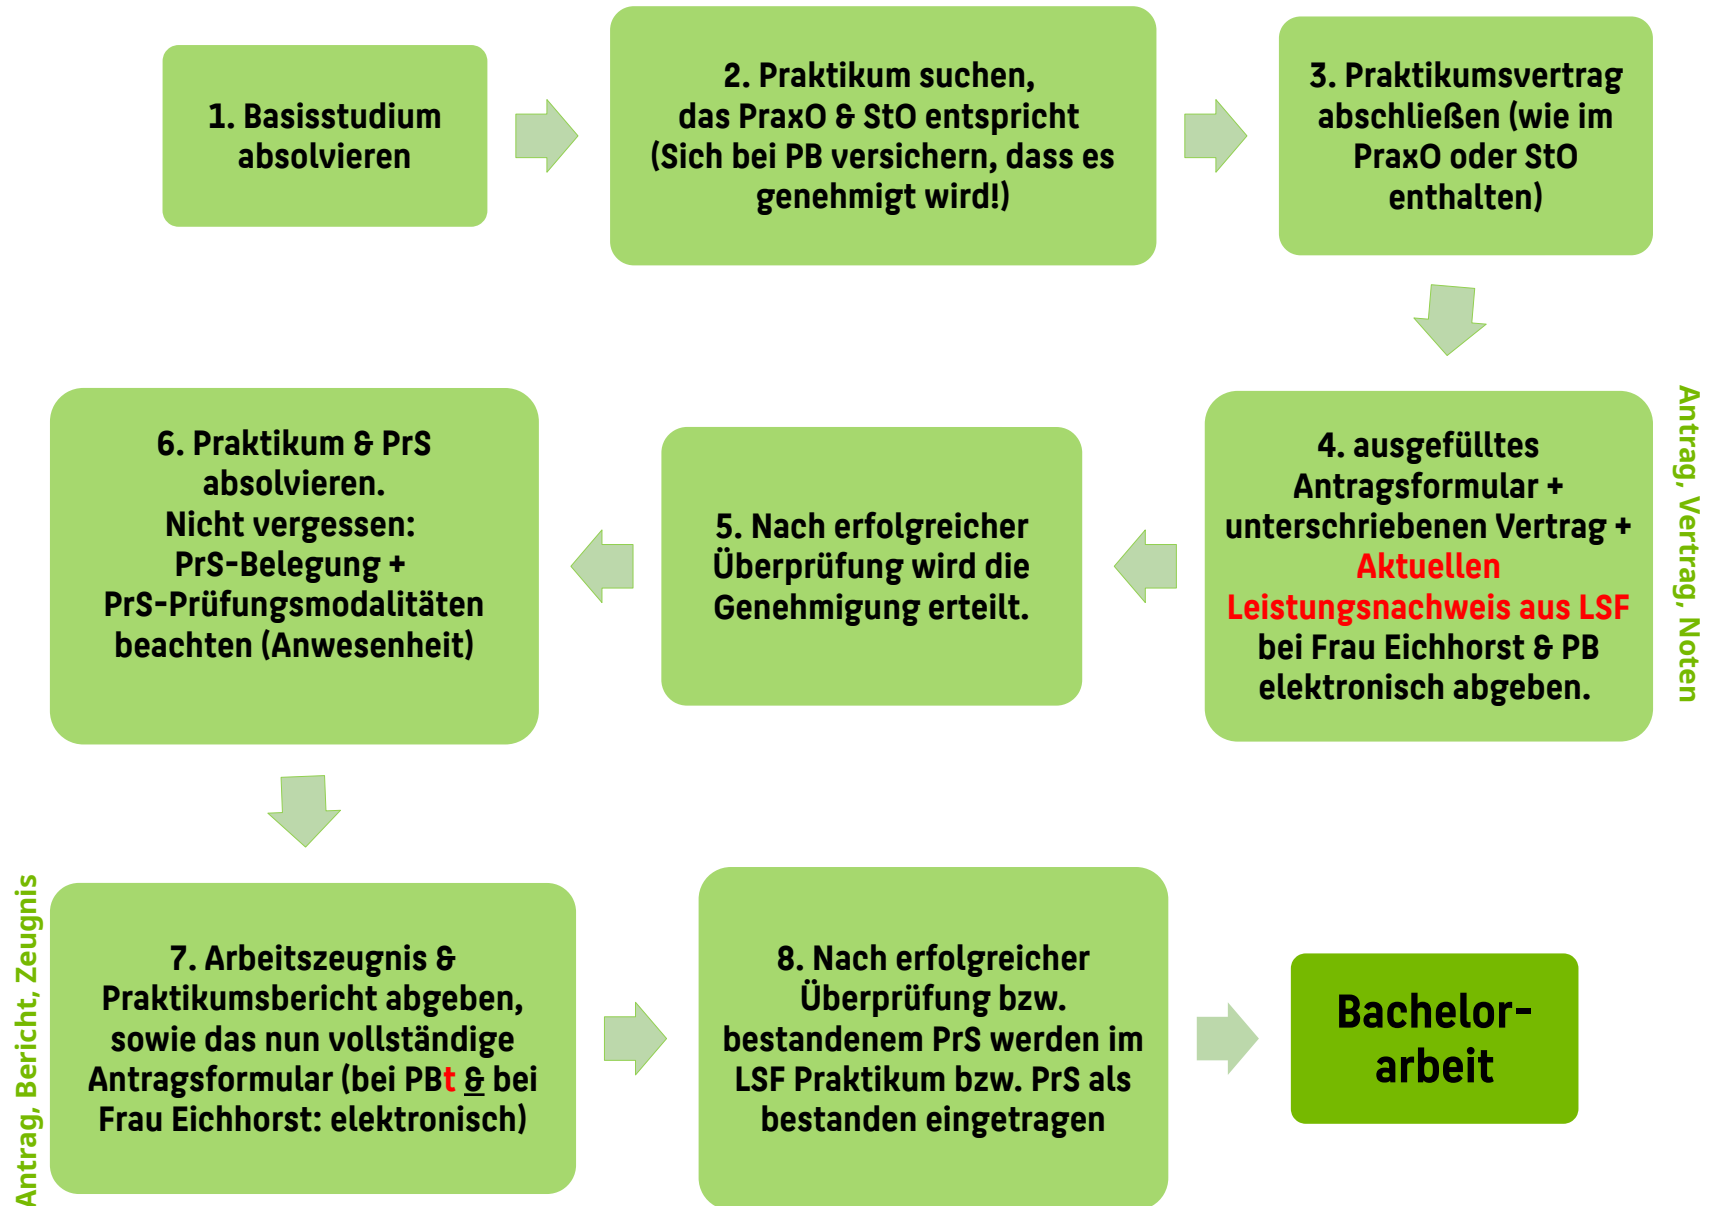 1. Basisstudium
absolvieren
2. Praktikum suchen,
das PraxO & StO entspricht
(Sich bei PB versichern, dass es
genehmigt wird!)
3. Praktikumsvertrag
abschließen (wie im
PraxO oder StO
enthalten)
4. ausgefülltes
Antragsformular +
unterschriebenen Vertrag +
Aktuellen
Leistungsnachweis aus LSF
bei Frau Eichhorst & PB
elektronisch abgeben.
Antrag, Vertrag, Noten
5. Nach erfolgreicher
Überprüfung wird die
Genehmigung erteilt.
6. Praktikum & PrS
absolvieren.
Nicht vergessen:
PrS-Belegung +
PrS-Prüfungsmodalitäten
beachten (Anwesenheit)
Antrag, Bericht, Zeugnis
7. Arbeitszeugnis &
Praktikumsbericht abgeben,
sowie das nun vollständige
Antragsformular (bei PBt & bei
Frau Eichhorst: elektronisch)
8. Nach erfolgreicher
Überprüfung bzw.
bestandenem PrS werden im
LSF Praktikum bzw. PrS als
bestanden eingetragen
Bachelor-
arbeit